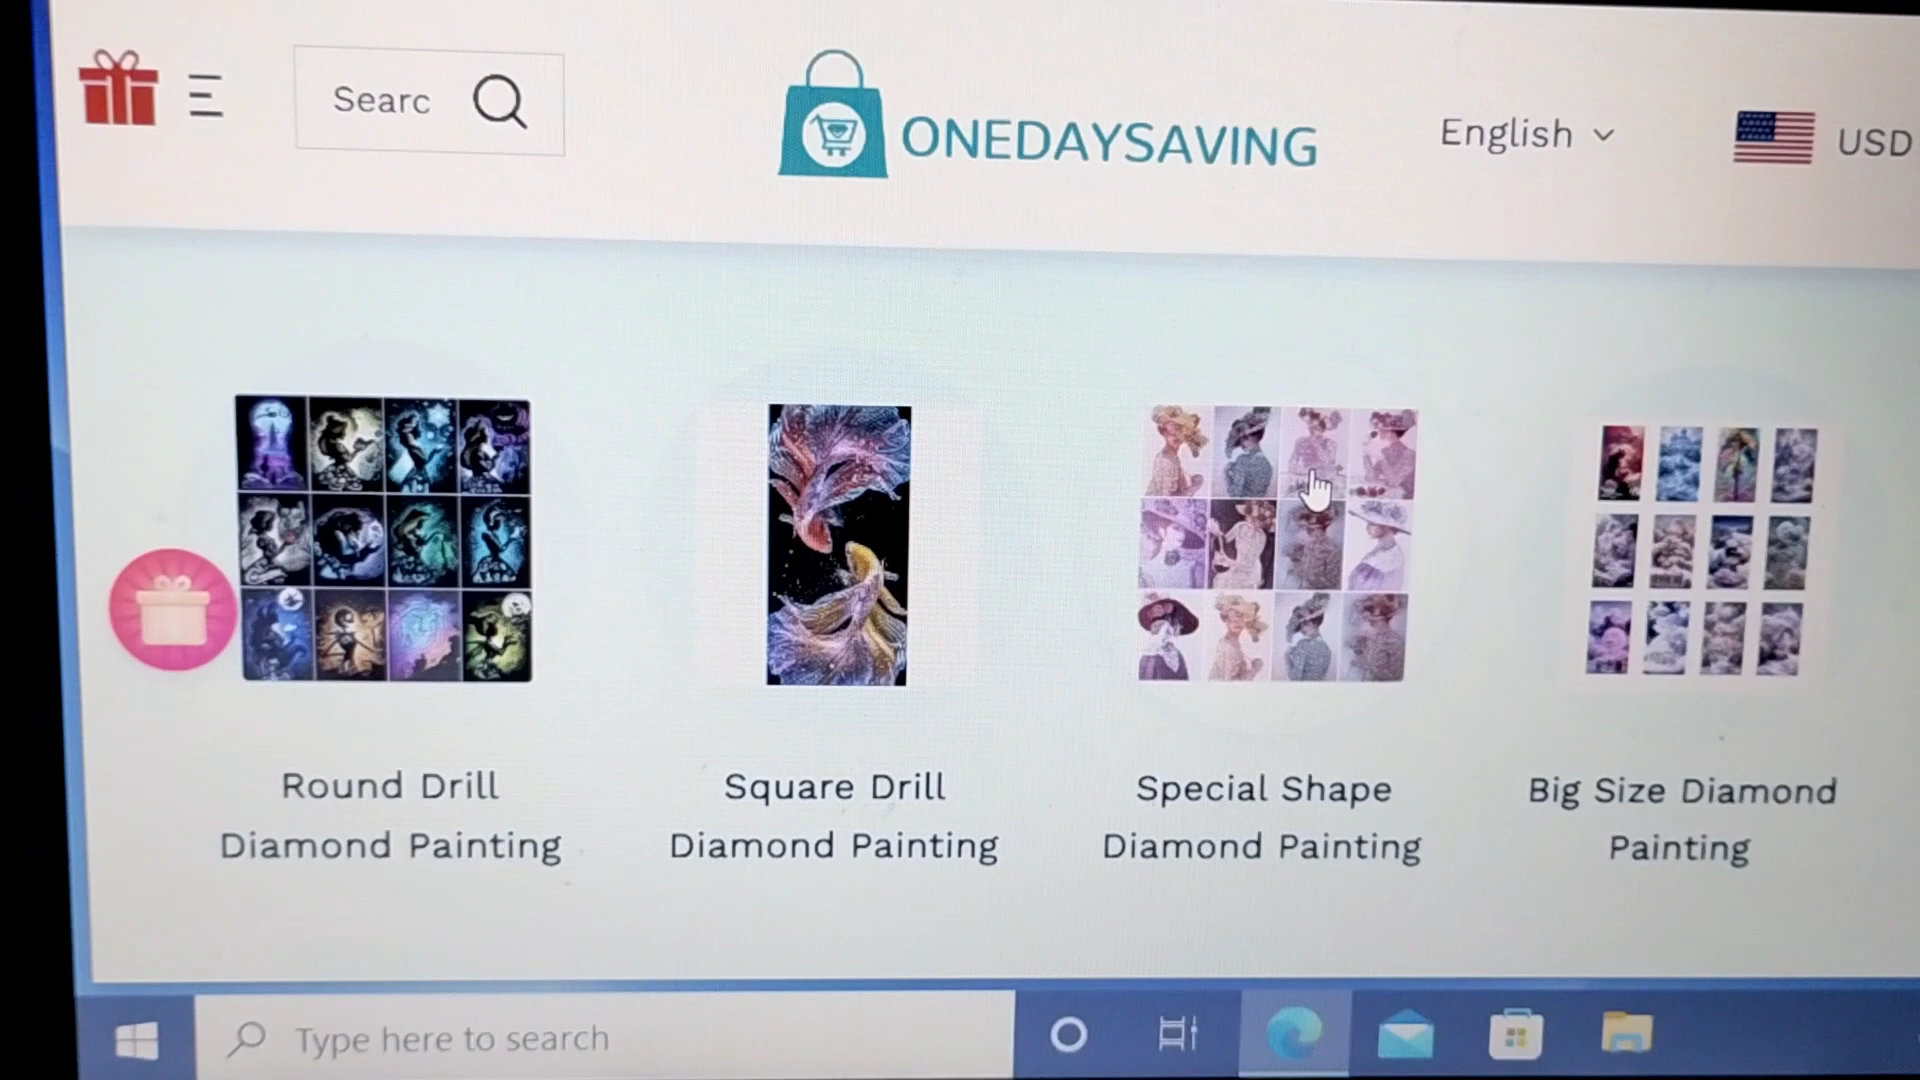 Searc
ONEDAYSAVING
English
USD
Round Drill
Diamond Painting
Square Drill
Diamond Painting
Special Shape
Diamond Painting
Big Size Diamond
Painting
Type here to search